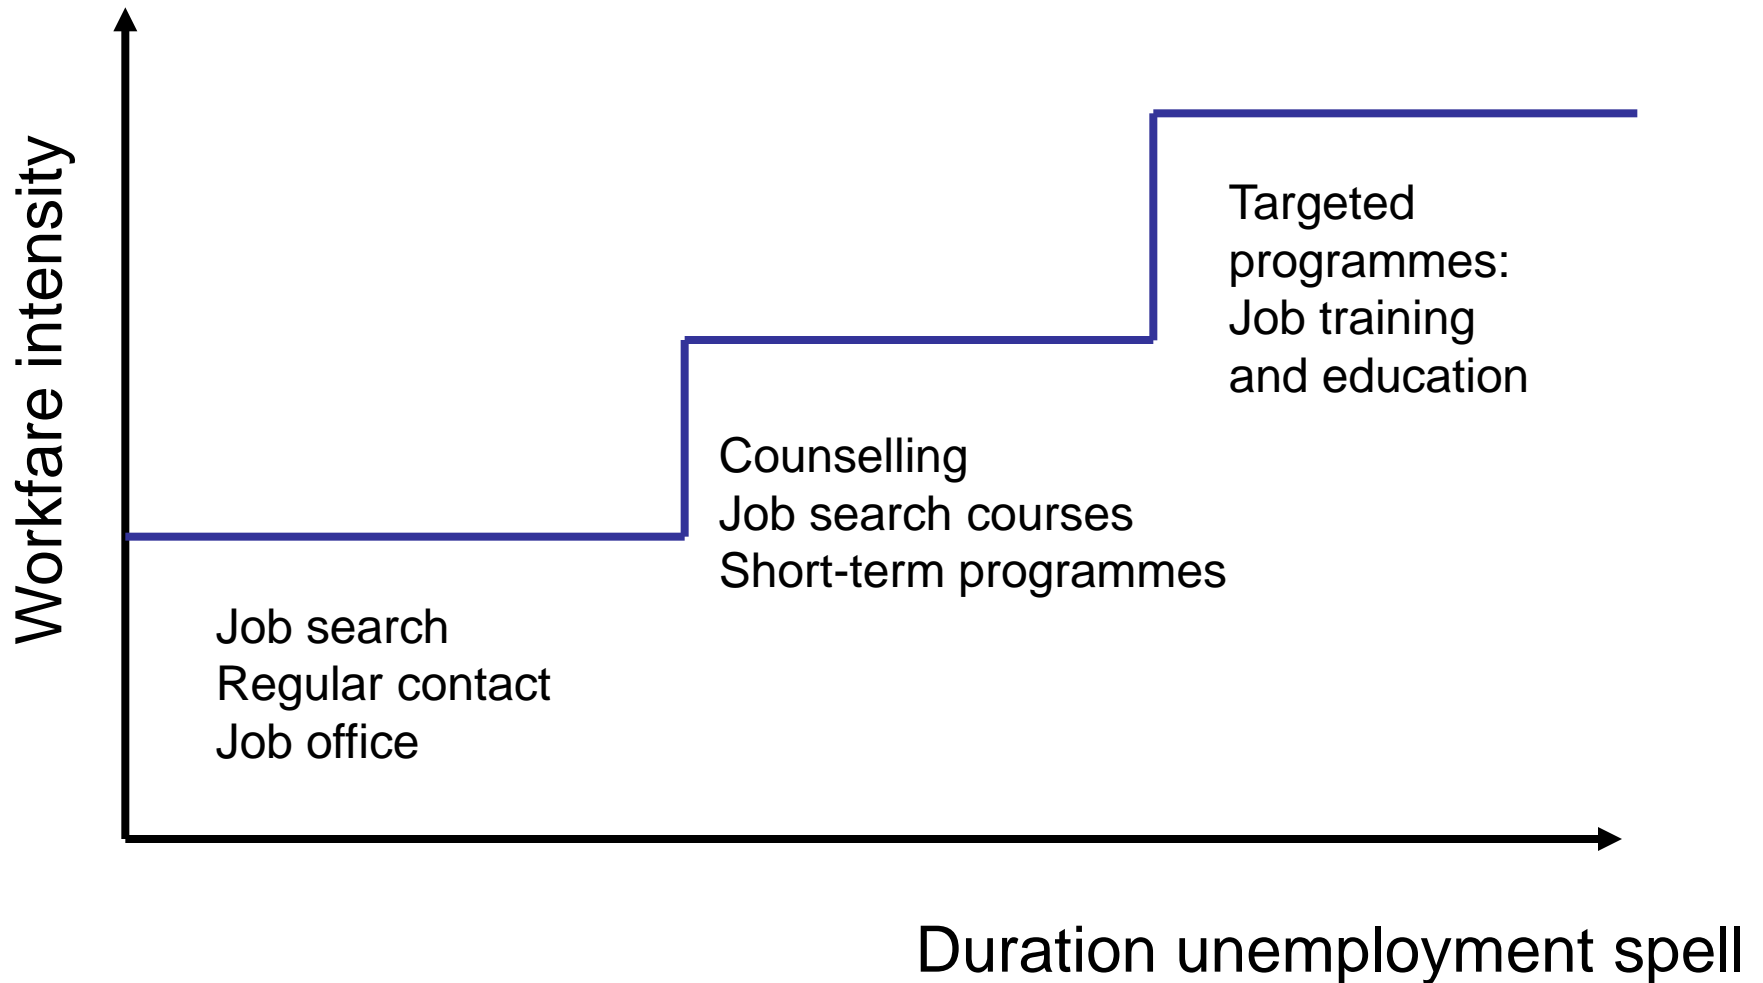 Workfare intensity
Targeted
programmes:
Job training
and education
Counselling
Job search courses
Short-term programmes
Job search
Regular contact
Job office
Duration unemployment spell